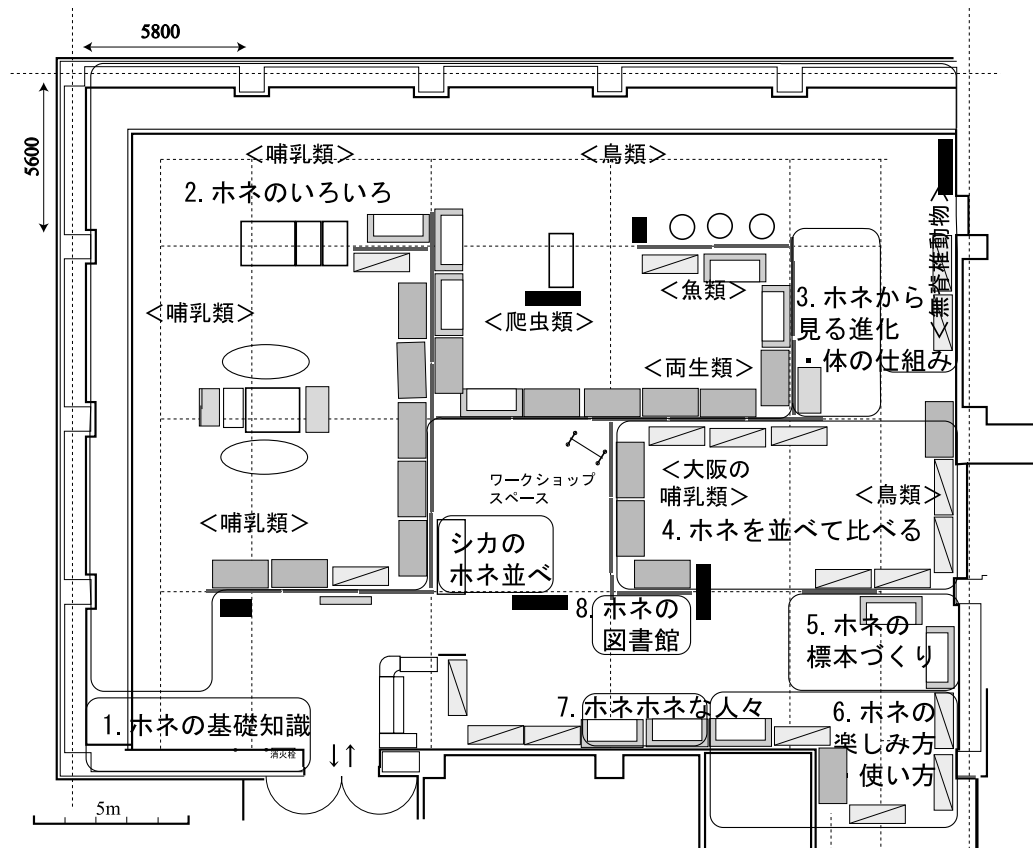 5800
5600
＜哺乳類＞
＜鳥類＞
2. ホネのいろいろ
＜無脊椎動物＞
＜魚類＞
3. ホネから
見る進化
・体の仕組み
＜哺乳類＞
＜爬虫類＞
＜両生類＞
ワークショップ
スペース
＜大阪の
哺乳類＞
＜鳥類＞
4. ホネを並べて比べる
＜哺乳類＞
シカの
ホネ並べ
8. ホネの
図書館
5. ホネの
標本づくり
1. ホネの基礎知識
消火栓
↓↑
7. ホネホネな人々
6. ホネの
楽しみ方
・使い方
5m